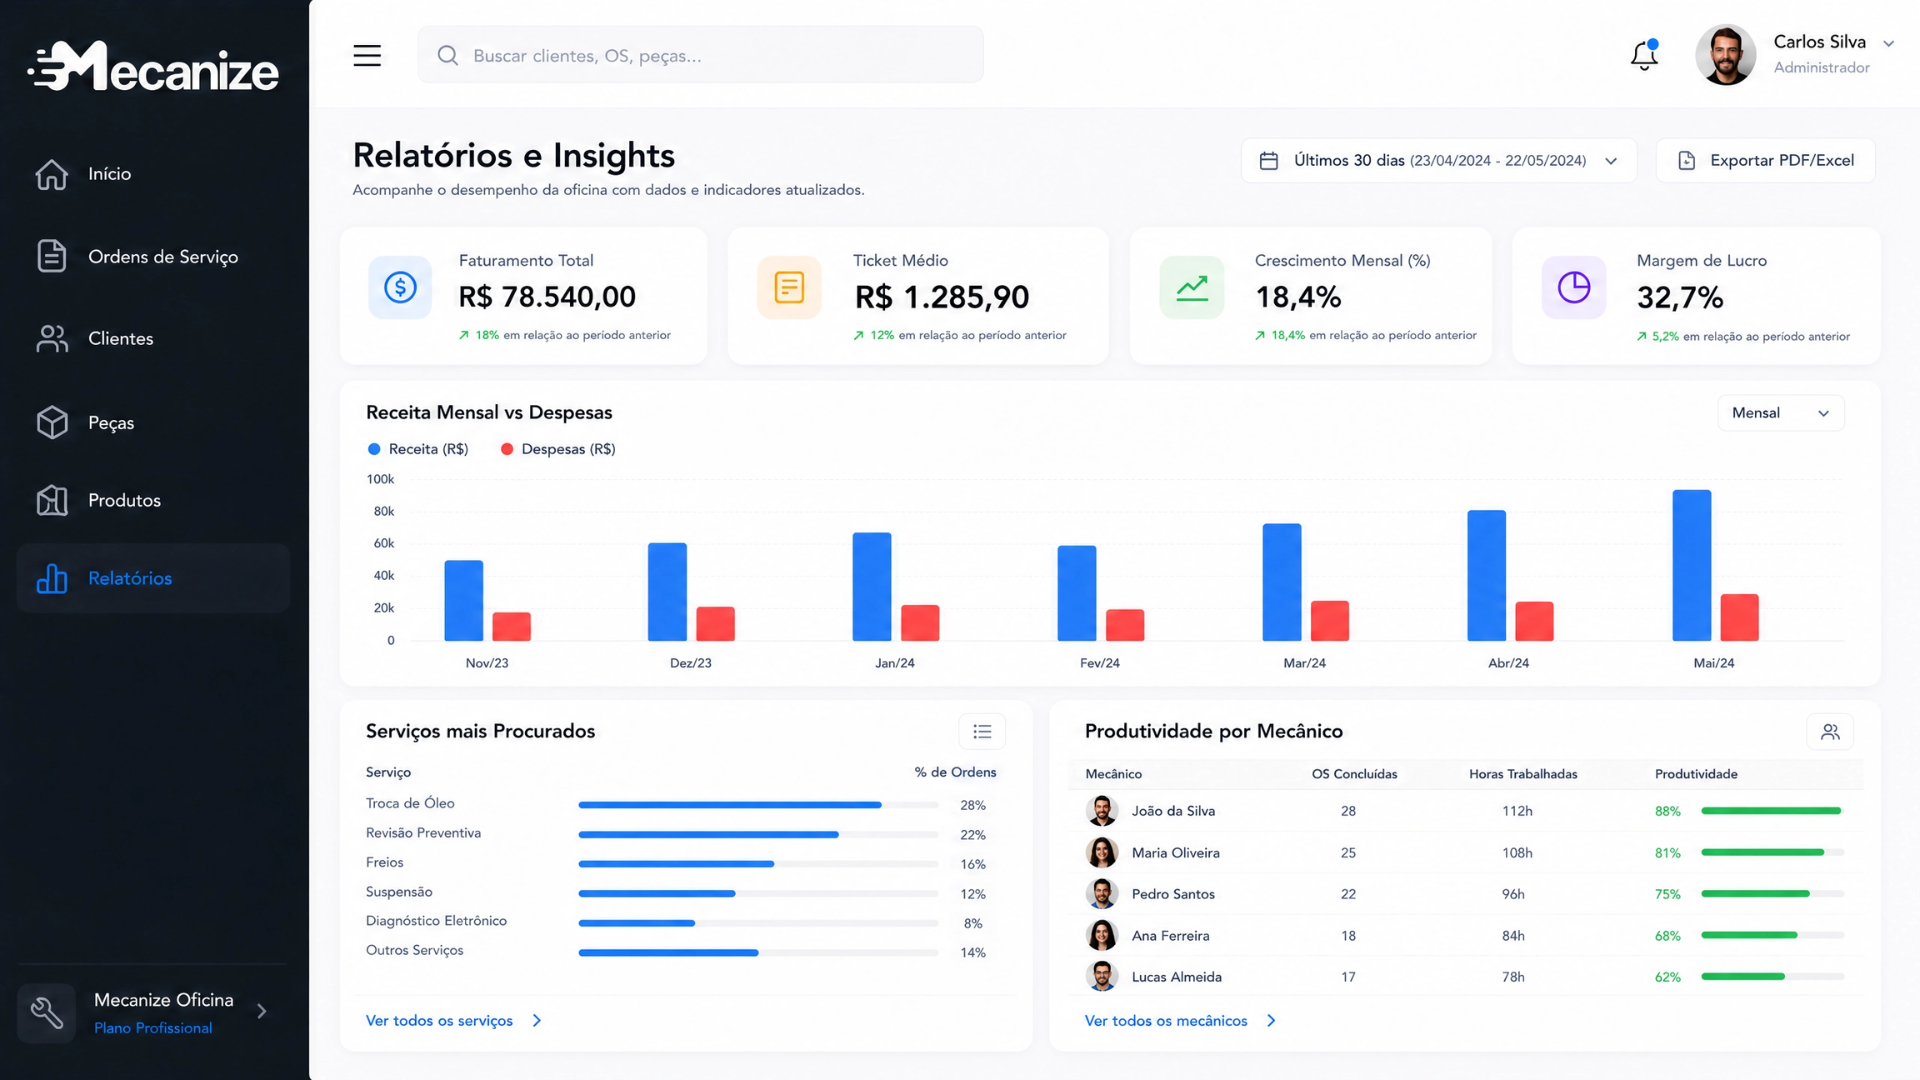 Mecanize
Início
Ordens de Serviço
Clientes
Peças
Produtos
Relatórios
Mecanize Oficina
Plano Profissional
Buscar clientes, OS, peças...
Carlos Silva
Administrador
Relatórios e Insights
Acompanhe o desempenho da oficina com dados e indicadores atualizados.
Últimos 30 dias (23/04/2024 - 22/05/2024)
Exportar PDF/Excel
Faturamento Total
R$ 78.540,00
18% em relação ao período anterior
Ticket Médio
R$ 1.285,90
12% em relação ao período anterior
Crescimento Mensal (%)
18,4%
18,4% em relação ao período anterior
Margem de Lucro
32,7%
5,2% em relação ao período anterior
Receita Mensal vs Despesas
Mensal
Receita (R$) Despesas (R$)
100k
80k
60k
40k
20k
0
Nov/23 Dez/23 Jan/24 Fev/24 Mar/24 Abr/24 Mai/24
Serviços mais Procurados
Serviço % de Ordens
Troca de Óleo 28%
Revisão Preventiva 22%
Freios 16%
Suspensão 12%
Diagnóstico Eletrônico 8%
Outros Serviços 14%
Ver todos os serviços
Produtividade por Mecânico
Mecânico OS Concluídas Horas Trabalhadas Produtividade
João da Silva 28 112h 88%
Maria Oliveira 25 108h 81%
Pedro Santos 22 96h 75%
Ana Ferreira 18 84h 68%
Lucas Almeida 17 78h 62%
Ver todos os mecânicos